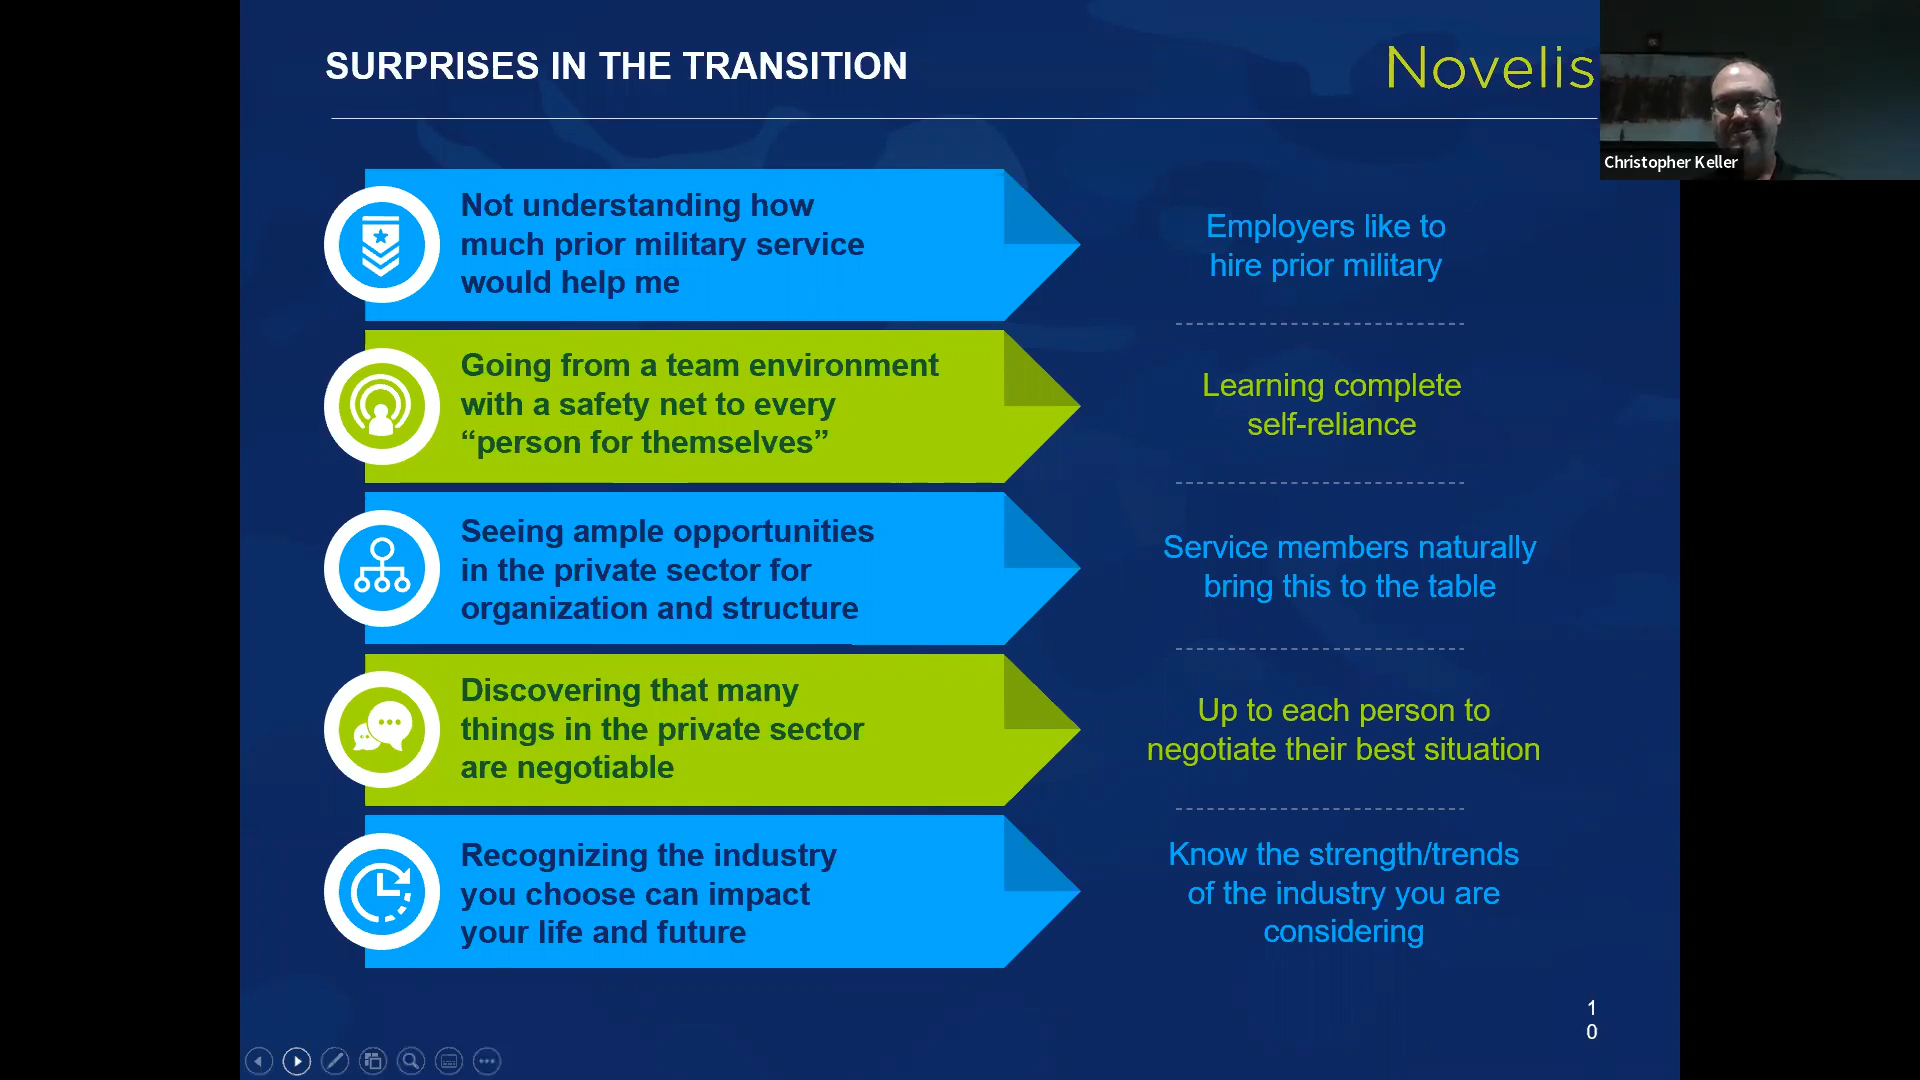 SURPRISES IN THE TRANSITION
Novelis
Christopher Keller
Not understanding how
much prior military service
would help me
Employers like to
hire prior military
Going from a team environment
with a safety net to every
“person for themselves”
Learning complete
self-reliance
Seeing ample opportunities
in the private sector for
organization and structure
Service members naturally
bring this to the table
Discovering that many
things in the private sector
are negotiable
Up to each person to
negotiate their best situation
Recognizing the industry
you choose can impact
your life and future
Know the strength/trends
of the industry you are
considering
1
0